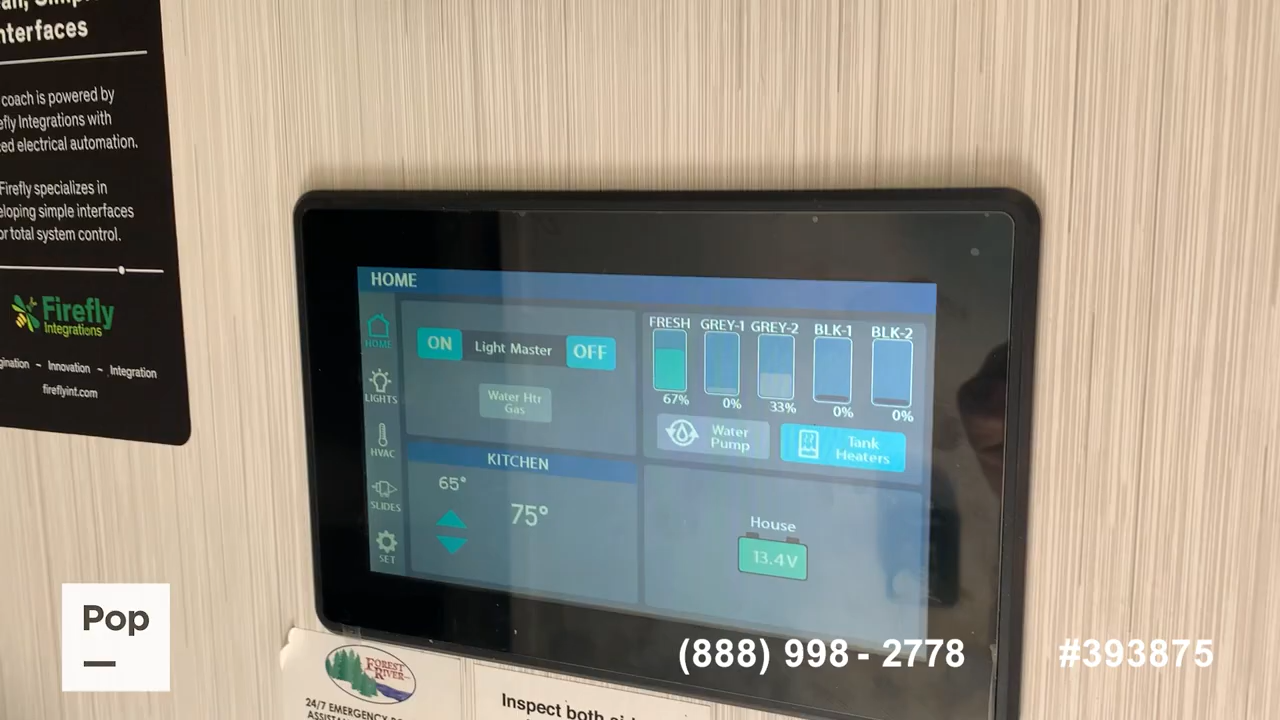 nterfaces
coach is powered by
efly Integrations with
ed electrical automation.
Firefly specializes in
eloping simple interfaces
or total system control.
Firefly
Integrations
gination ~ Innovation ~ Integration
fireflyint.com
HOME
HOME
LIGHTS
HVAC
SLIDES
SET
ON Light Master OFF
Water Htr
Gas
KITCHEN
65°
75°
FRESH GREY-1 GREY-2 BLK-1 BLK-2
67% 0% 33% 0% 0%
Water
Pump
Tank
Heaters
House
13.4V
Pop
(888) 998 - 2778 #393875
FOREST
RIVER
24/7 EMERGENCY
Inspect both